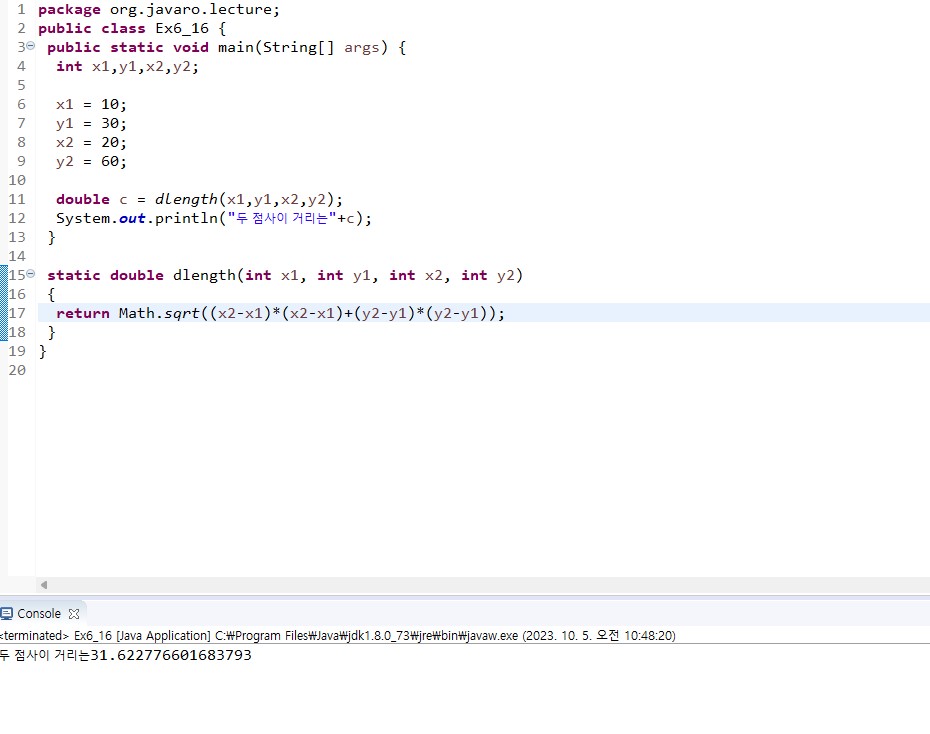 1 package org.javaro.lecture;
2 public class Ex6_16 {
3 public static void main(String[] args) {
4 int x1,y1,x2,y2;
5
6 x1 = 10;
7 y1 = 30;
8 x2 = 20;
9 y2 = 60;
10
11 double c = dlength(x1,y1,x2,y2);
12 System.out.println("두 점사이 거리는"+c);
13 }
14
15 static double dlength(int x1, int y1, int x2, int y2)
16 {
17 return Math.sqrt((x2-x1)*(x2-x1)+(y2-y1)*(y2-y1));
18 }
19 }
20
Console
<terminated> Ex6_16 [Java Application] C:₩Program Files₩Java₩jdk1.8.0_73₩jre₩bin₩javaw.exe (2023. 10. 5. 오전 10:48:20)
두 점사이 거리는31.622776601683793